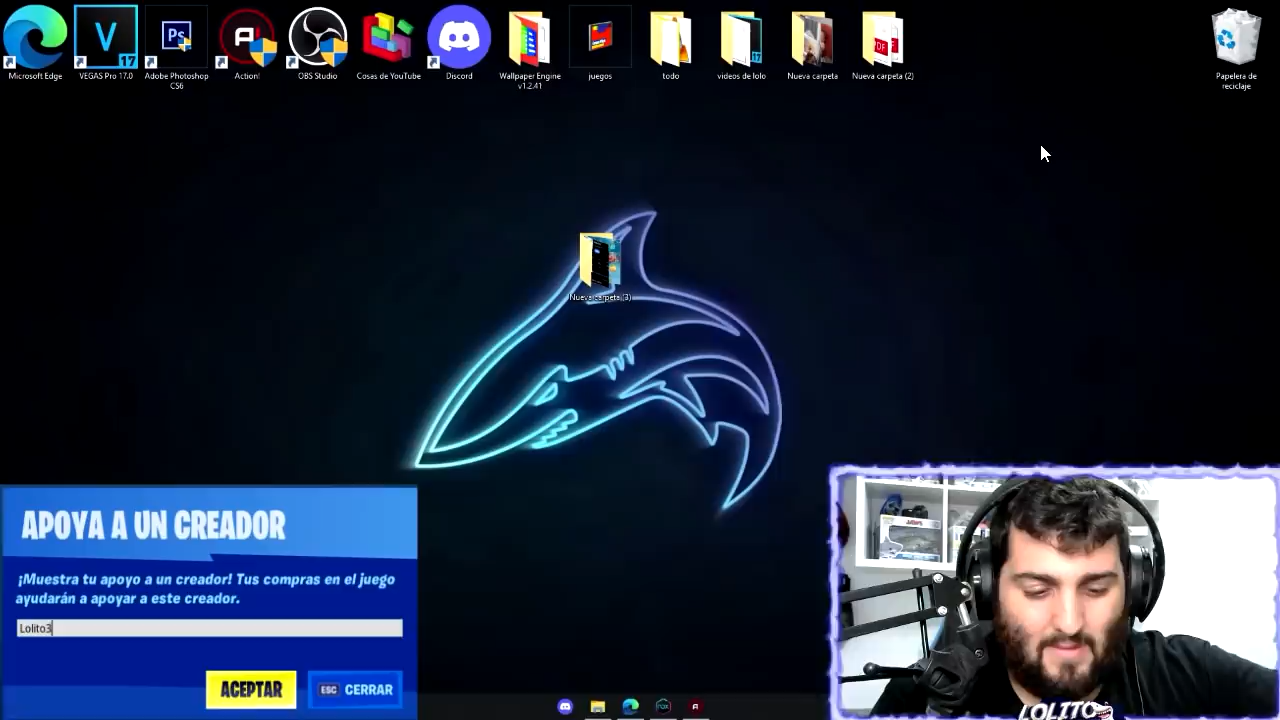 Microsoft Edge
VEGAS Pro 17.0
Adobe Photoshop
CS6
Action!
OBS Studio
Cosas de YouTube
Discord
Wallpaper Engine
v1.2.41
juegos
todo
videos de lolo
Nueva carpeta
Nueva carpeta (2)
Papelera de
reciclaje
Nueva carpeta (3)
APOYA A UN CREADOR
¡Muestra tu apoyo a un creador! Tus compras en el juego
ayudarán a apoyar a este creador.
Lolito3
ACEPTAR
ESC CERRAR
LOLITO